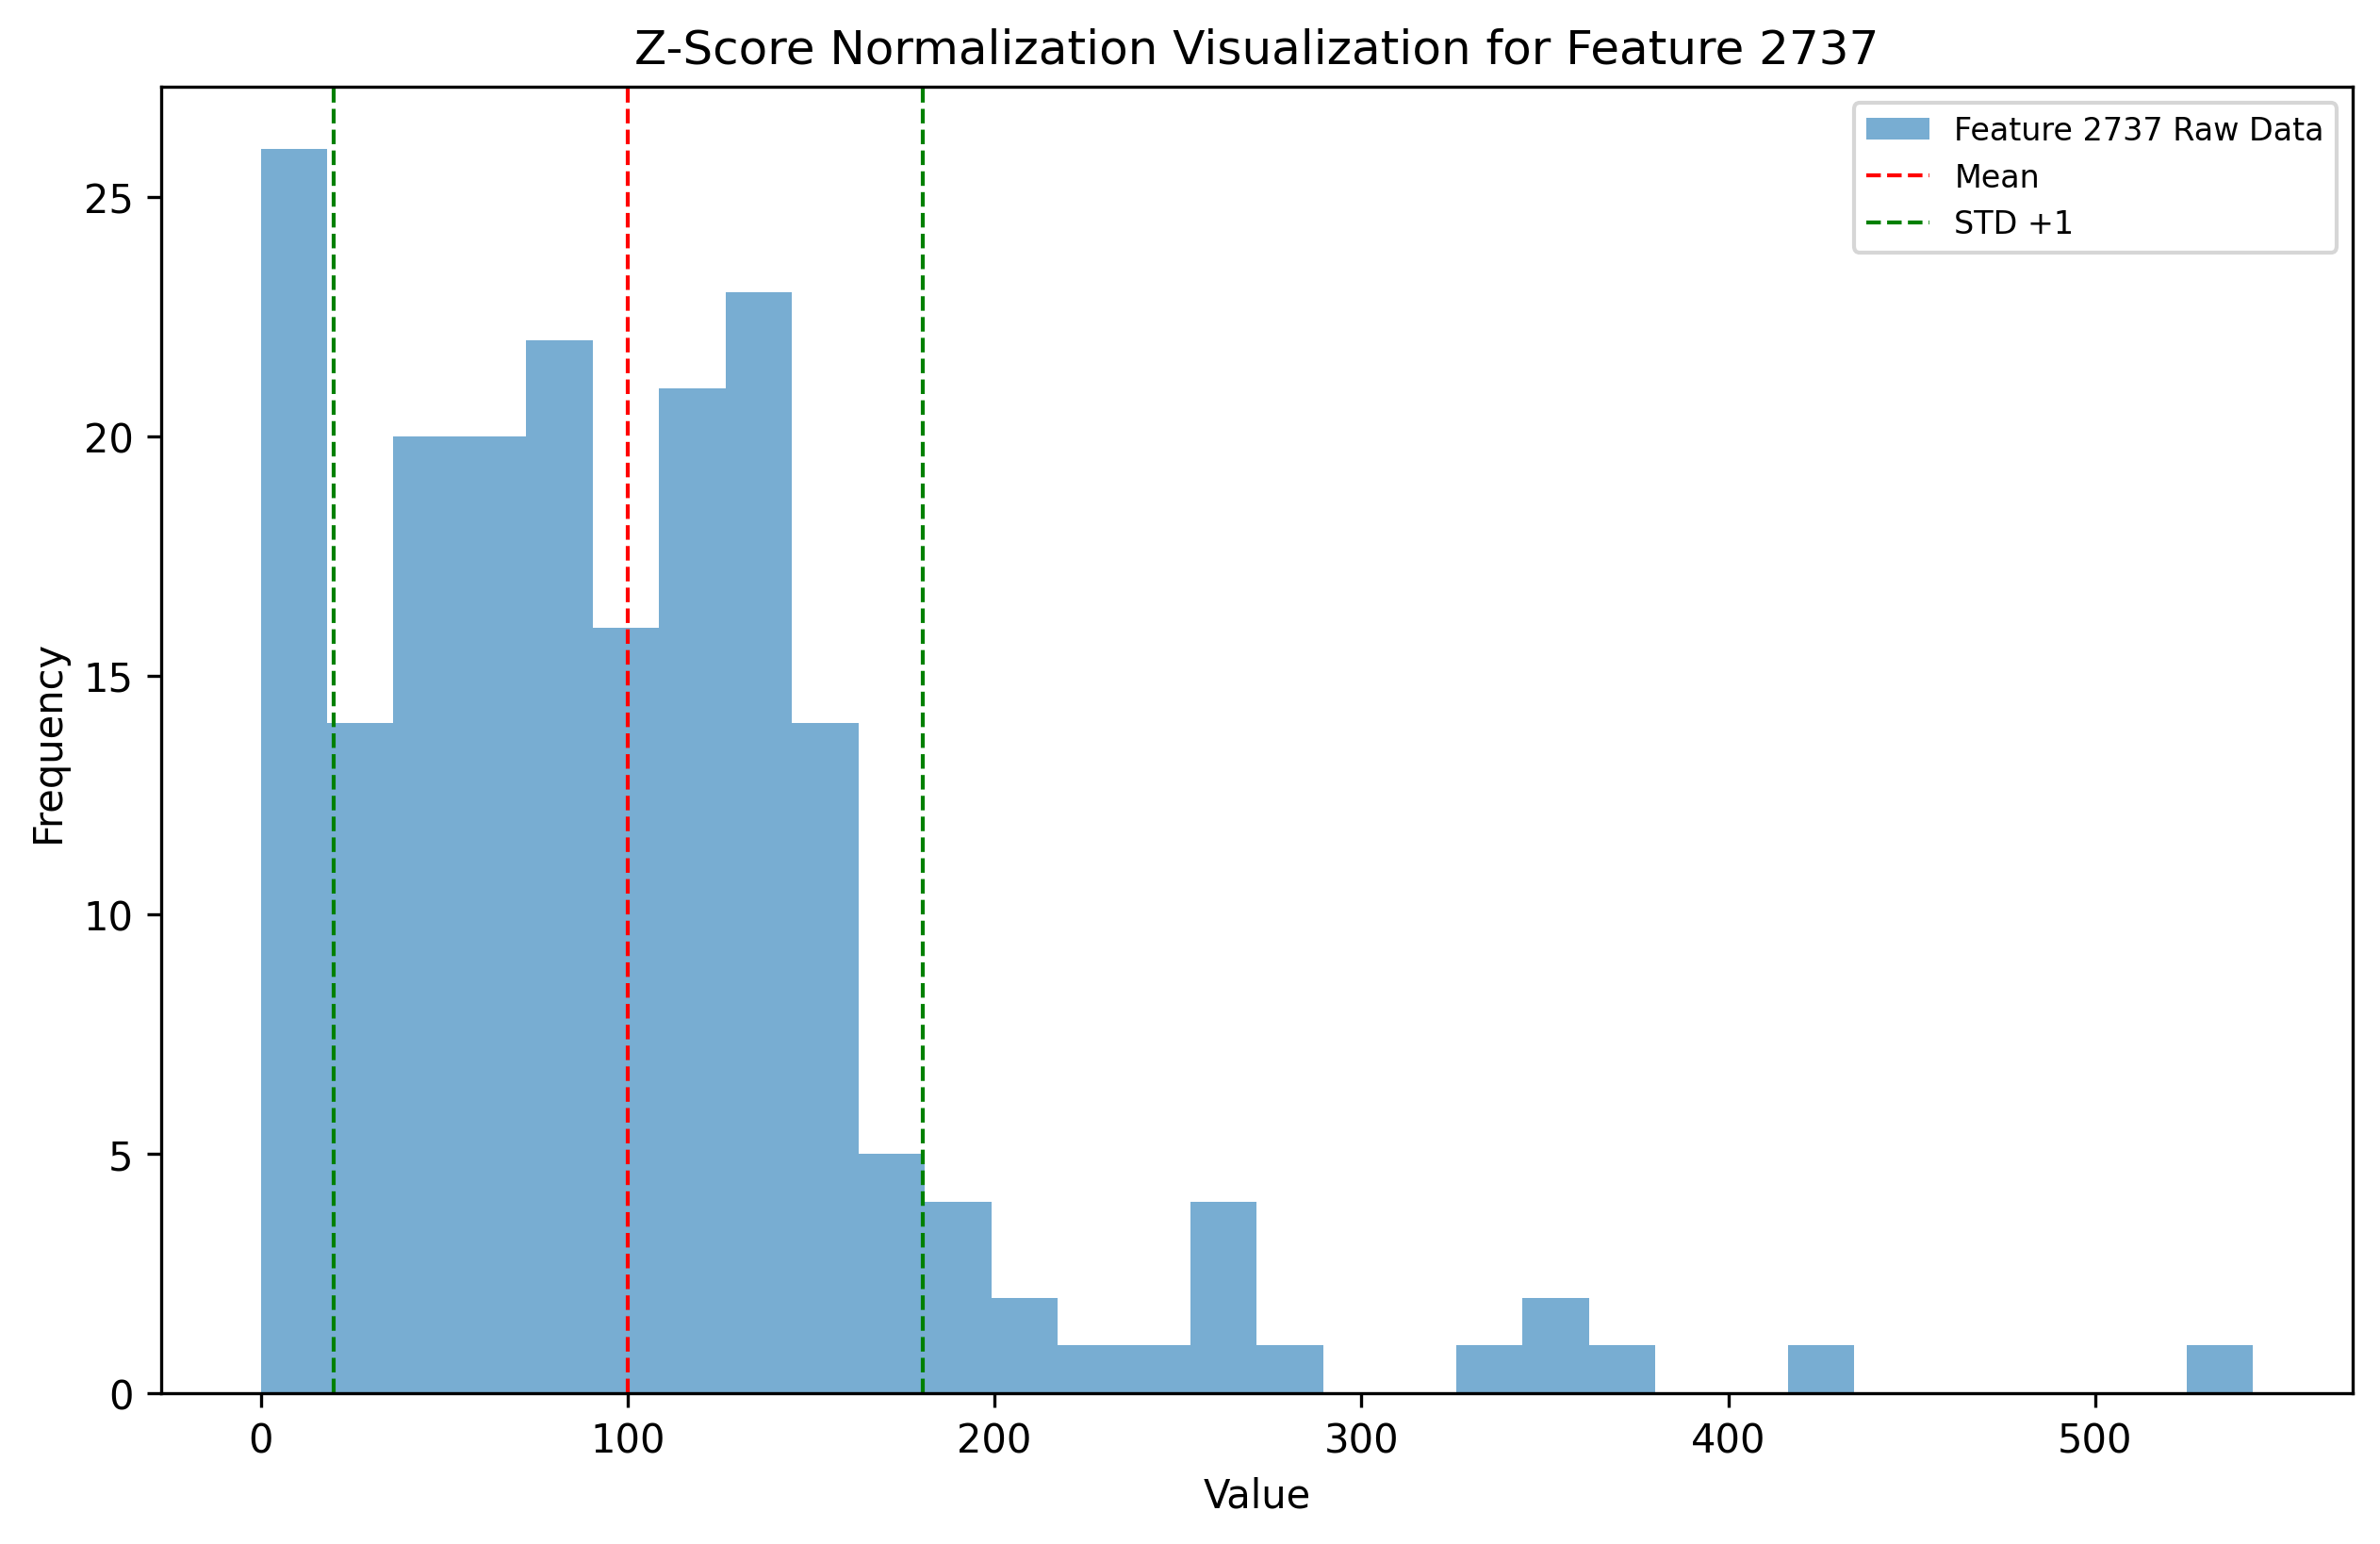 Z-Score Normalization Visualization for Feature 2737
Feature 2737 Raw Data
Mean
STD +1
25
20
15
10
5
0
Frequency
0 100 200 300 400 500
Value